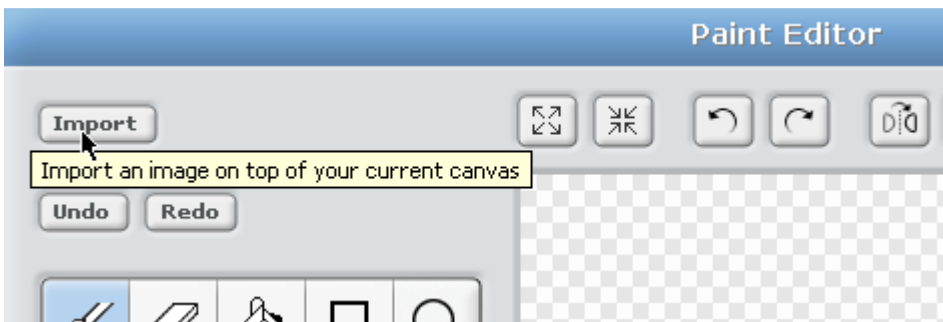 Paint Editor
Import
Import an image on top of your current canvas
Undo Redo